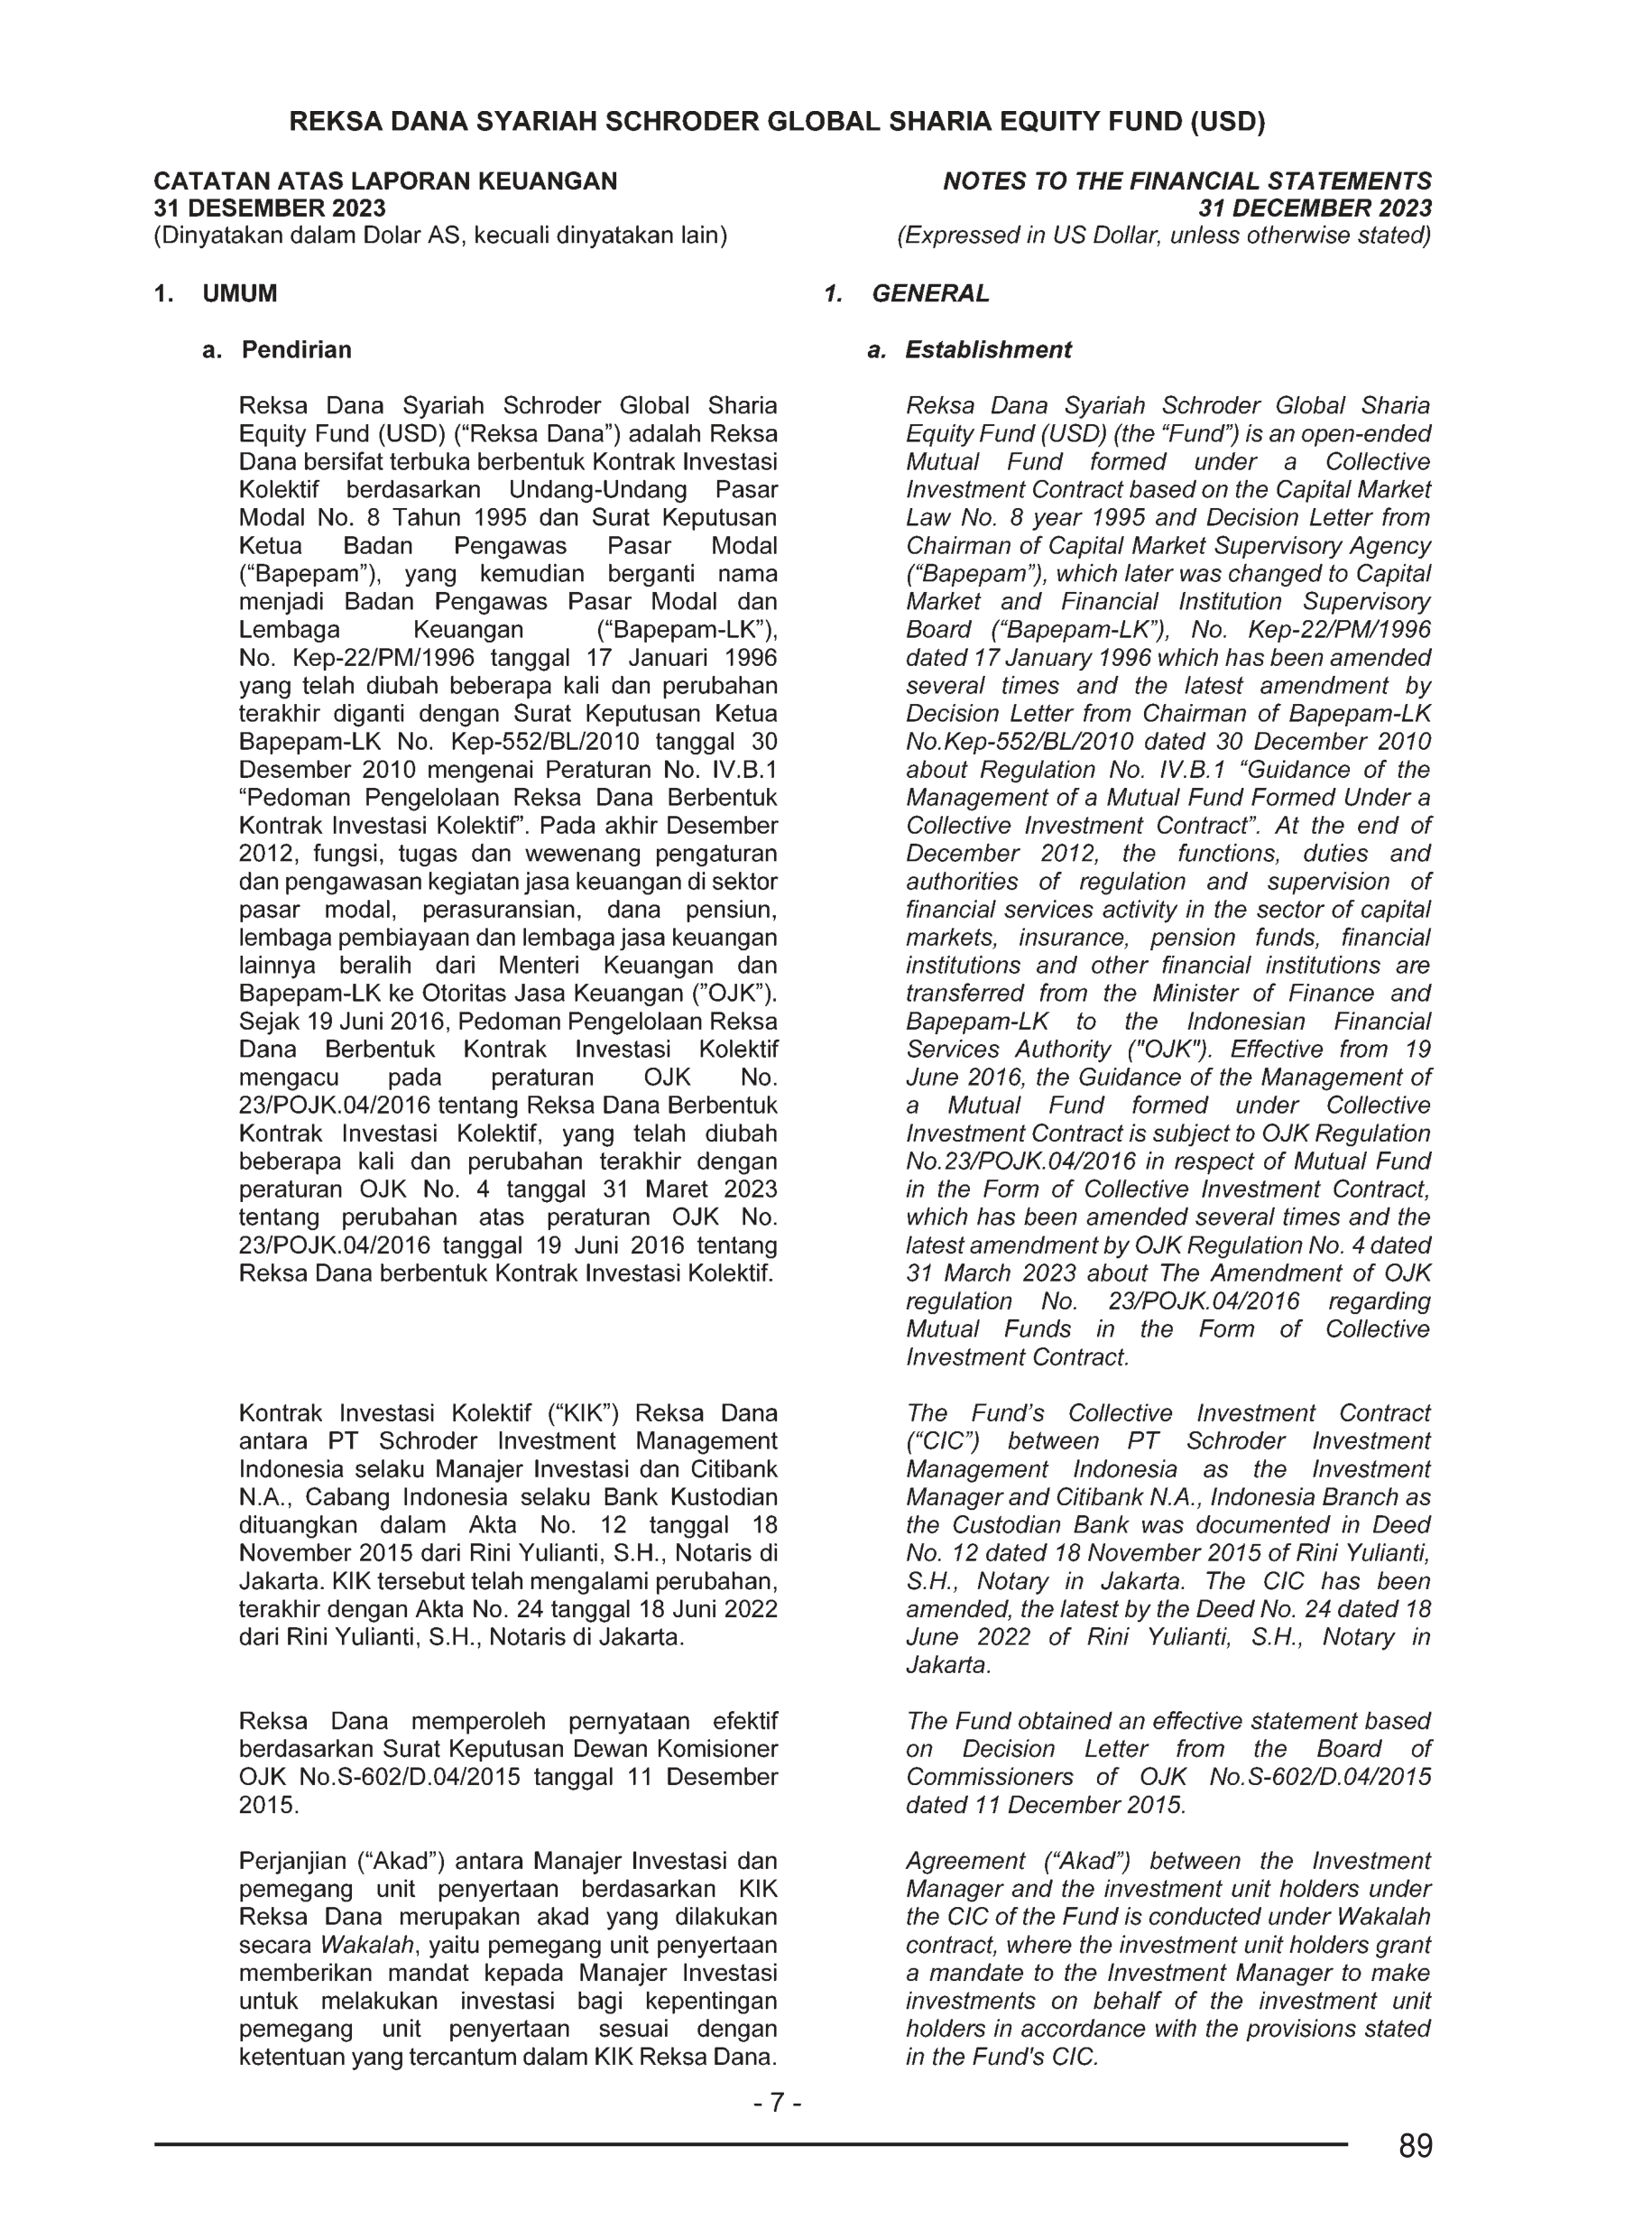 REKSA DANA SYARIAH SCHRODER GLOBAL SHARIA EQUITY FUND (USD)
CATATAN ATAS LAPORAN KEUANGAN
31 DESEMBER 2023
(Dinyatakan dalam Dolar AS, kecuali dinyatakan lain)
NOTES TO THE FINANCIAL STATEMENTS
31 DECEMBER 2023
(Expressed in US Dollar, unless otherwise stated)
1. UMUM
a. Pendirian
Reksa Dana Syariah Schroder Global Sharia
Equity Fund (USD) (“Reksa Dana”) adalah Reksa
Dana bersifat terbuka berbentuk Kontrak Investasi
Kolektif berdasarkan Undang-Undang Pasar
Modal No. 8 Tahun 1995 dan Surat Keputusan
Ketua Badan Pengawas Pasar Modal
(“Bapepam”), yang kemudian berganti nama
menjadi Badan Pengawas Pasar Modal dan
Lembaga Keuangan (“Bapepam-LK”),
No. Kep-22/PM/1996 tanggal 17 Januari 1996
yang telah diubah beberapa kali dan perubahan
terakhir diganti dengan Surat Keputusan Ketua
Bapepam-LK No. Kep-552/BL/2010 tanggal 30
Desember 2010 mengenai Peraturan No. IV.B.1
“Pedoman Pengelolaan Reksa Dana Berbentuk
Kontrak Investasi Kolektif”. Pada akhir Desember
2012, fungsi, tugas dan wewenang pengaturan
dan pengawasan kegiatan jasa keuangan di sektor
pasar modal, perasuransian, dana pensiun,
lembaga pembiayaan dan lembaga jasa keuangan
lainnya beralih dari Menteri Keuangan dan
Bapepam-LK ke Otoritas Jasa Keuangan (”OJK”).
Sejak 19 Juni 2016, Pedoman Pengelolaan Reksa
Dana Berbentuk Kontrak Investasi Kolektif
mengacu pada peraturan OJK No.
23/POJK.04/2016 tentang Reksa Dana Berbentuk
Kontrak Investasi Kolektif, yang telah diubah
beberapa kali dan perubahan terakhir dengan
peraturan OJK No. 4 tanggal 31 Maret 2023
tentang perubahan atas peraturan OJK No.
23/POJK.04/2016 tanggal 19 Juni 2016 tentang
Reksa Dana berbentuk Kontrak Investasi Kolektif.
Kontrak Investasi Kolektif (“KIK”) Reksa Dana
antara PT Schroder Investment Management
Indonesia selaku Manajer Investasi dan Citibank
N.A., Cabang Indonesia selaku Bank Kustodian
dituangkan dalam Akta No. 12 tanggal 18
November 2015 dari Rini Yulianti, S.H., Notaris di
Jakarta. KIK tersebut telah mengalami perubahan,
terakhir dengan Akta No. 24 tanggal 18 Juni 2022
dari Rini Yulianti, S.H., Notaris di Jakarta.
Reksa Dana memperoleh pernyataan efektif
berdasarkan Surat Keputusan Dewan Komisioner
OJK No.S-602/D.04/2015 tanggal 11 Desember
2015.
Perjanjian (“Akad”) antara Manajer Investasi dan
pemegang unit penyertaan berdasarkan KIK
Reksa Dana merupakan akad yang dilakukan
secara Wakalah, yaitu pemegang unit penyertaan
memberikan mandat kepada Manajer Investasi
untuk melakukan investasi bagi kepentingan
pemegang unit penyertaan sesuai dengan
ketentuan yang tercantum dalam KIK Reksa Dana.
1. GENERAL
a. Establishment
Reksa Dana Syariah Schroder Global Sharia
Equity Fund (USD) (the “Fund”) is an open-ended
Mutual Fund formed under a Collective
Investment Contract based on the Capital Market
Law No. 8 year 1995 and Decision Letter from
Chairman of Capital Market Supervisory Agency
(“Bapepam”), which later was changed to Capital
Market and Financial Institution Supervisory
Board (“Bapepam-LK”), No. Kep-22/PM/1996
dated 17 January 1996 which has been amended
several times and the latest amendment by
Decision Letter from Chairman of Bapepam-LK
No.Kep-552/BL/2010 dated 30 December 2010
about Regulation No. IV.B.1 “Guidance of the
Management of a Mutual Fund Formed Under a
Collective Investment Contract”. At the end of
December 2012, the functions, duties and
authorities of regulation and supervision of
financial services activity in the sector of capital
markets, insurance, pension funds, financial
institutions and other financial institutions are
transferred from the Minister of Finance and
Bapepam-LK to the Indonesian Financial
Services Authority ("OJK"). Effective from 19
June 2016, the Guidance of the Management of
a Mutual Fund formed under Collective
Investment Contract is subject to OJK Regulation
No.23/POJK.04/2016 in respect of Mutual Fund
in the Form of Collective Investment Contract,
which has been amended several times and the
latest amendment by OJK Regulation No. 4 dated
31 March 2023 about The Amendment of OJK
regulation No. 23/POJK.04/2016 regarding
Mutual Funds in the Form of Collective
Investment Contract.
The Fund’s Collective Investment Contract
(“CIC”) between PT Schroder Investment
Management Indonesia as the Investment
Manager and Citibank N.A., Indonesia Branch as
the Custodian Bank was documented in Deed
No. 12 dated 18 November 2015 of Rini Yulianti,
S.H., Notary in Jakarta. The CIC has been
amended, the latest by the Deed No. 24 dated 18
June 2022 of Rini Yulianti, S.H., Notary in
Jakarta.
The Fund obtained an effective statement based
on Decision Letter from the Board of
Commissioners of OJK No.S-602/D.04/2015
dated 11 December 2015.
Agreement (“Akad”) between the Investment
Manager and the investment unit holders under
the CIC of the Fund is conducted under Wakalah
contract, where the investment unit holders grant
a mandate to the Investment Manager to make
investments on behalf of the investment unit
holders in accordance with the provisions stated
in the Fund's CIC.
- 7 -
89